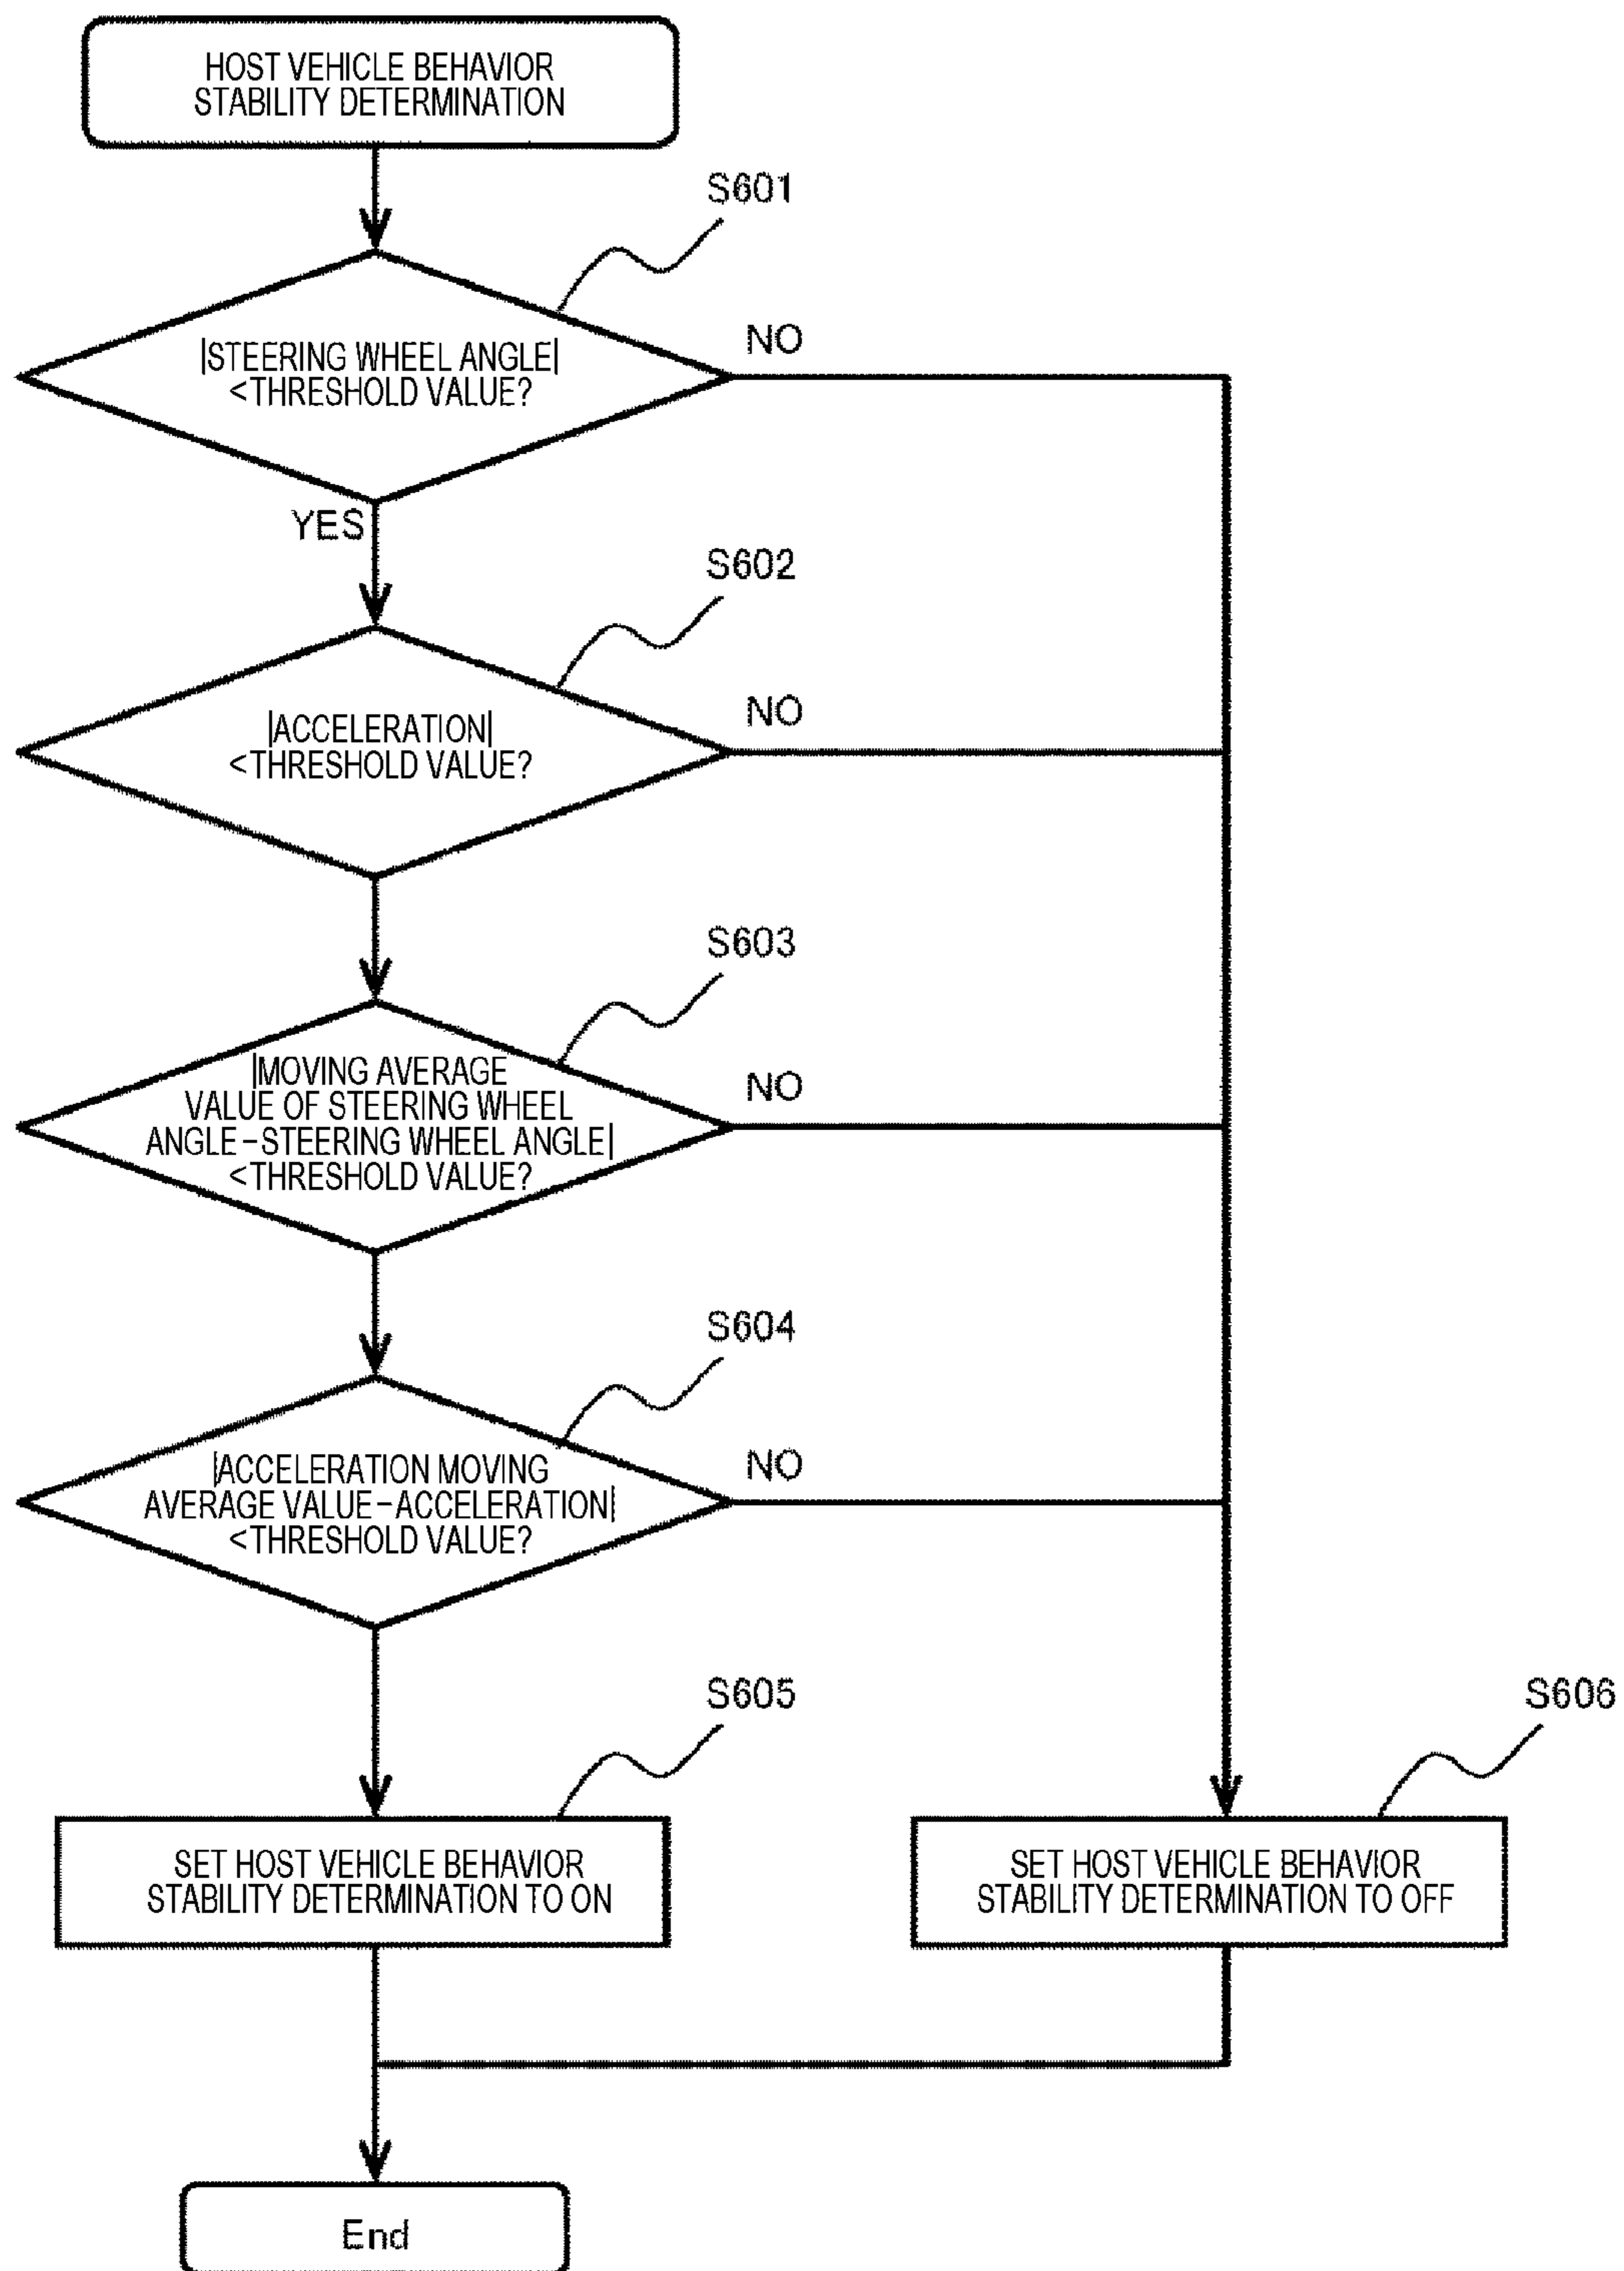 HOST VEHICLE BEHAVIOR
STABILITY DETERMINATION
S601
|STEERING WHEEL ANGLE|
<THRESHOLD VALUE?
NO
YES
S602
|ACCELERATION|
<THRESHOLD VALUE?
NO
S603
|MOVING AVERAGE
VALUE OF STEERING WHEEL
ANGLE-STEERING WHEEL ANGLE|
<THRESHOLD VALUE?
NO
S604
|ACCELERATION MOVING
AVERAGE VALUE-ACCELERATION|
<THRESHOLD VALUE?
NO
S605
SET HOST VEHICLE BEHAVIOR
STABILITY DETERMINATION TO ON
S606
SET HOST VEHICLE BEHAVIOR
STABILITY DETERMINATION TO OFF
End